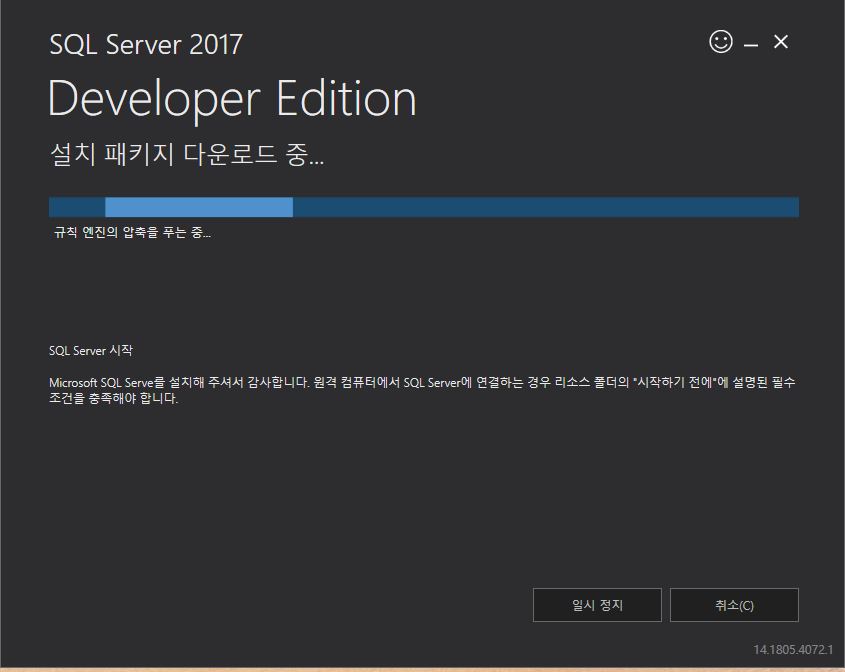 SQL Server 2017
Developer Edition
설치 패키지 다운로드 중...
규칙 엔진의 압축을 푸는 중...
SQL Server 시작
Microsoft SQL Serve를 설치해 주셔서 감사합니다. 원격 컴퓨터에서 SQL Server에 연결하는 경우 리소스 폴더의 "시작하기 전에"에 설명된 필수
조건을 충족해야 합니다.
일시 정지
취소(C)
14.1805.4072.1